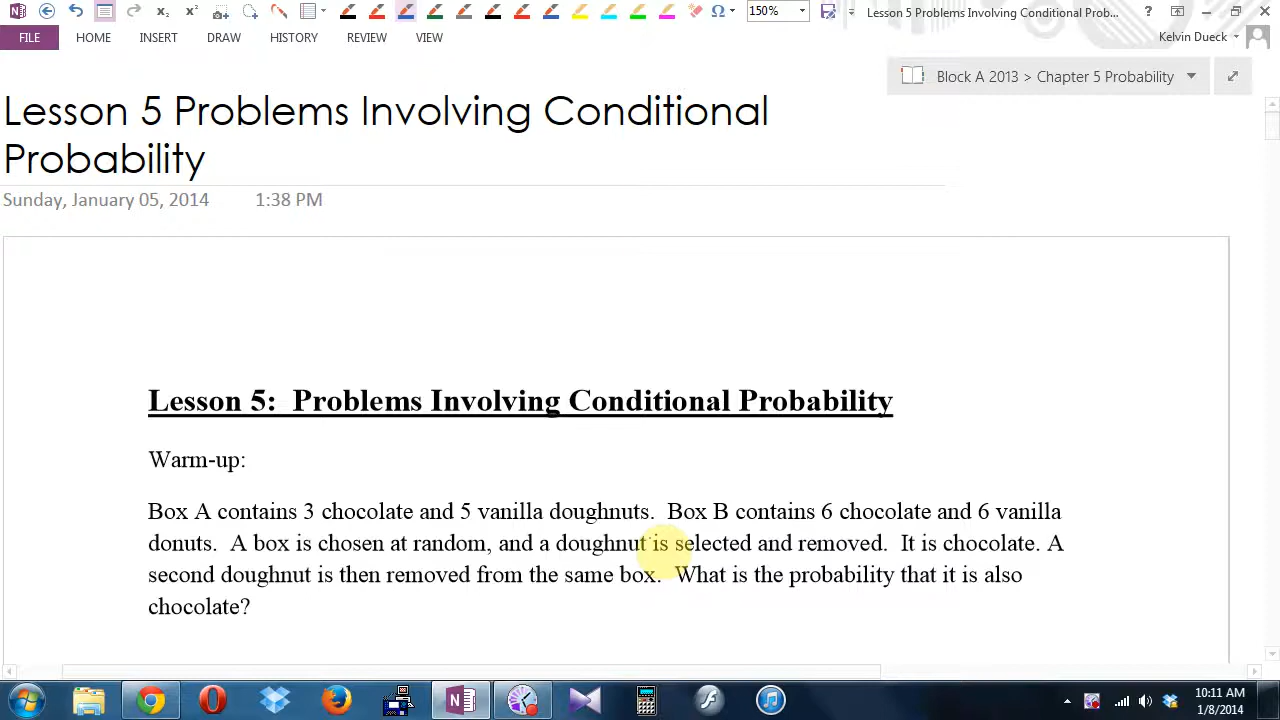 150%
Lesson 5 Problems Involving Conditional Prob...
FILE HOME INSERT DRAW HISTORY REVIEW VIEW
Kelvin Dueck
Block A 2013 > Chapter 5 Probability
Lesson 5 Problems Involving Conditional
Probability
Sunday, January 05, 2014 1:38 PM
Lesson 5: Problems Involving Conditional Probability
Warm-up:
Box A contains 3 chocolate and 5 vanilla doughnuts. Box B contains 6 chocolate and 6 vanilla
donuts. A box is chosen at random, and a doughnut is selected and removed. It is chocolate. A
second doughnut is then removed from the same box. What is the probability that it is also
chocolate?
10:11 AM
1/8/2014